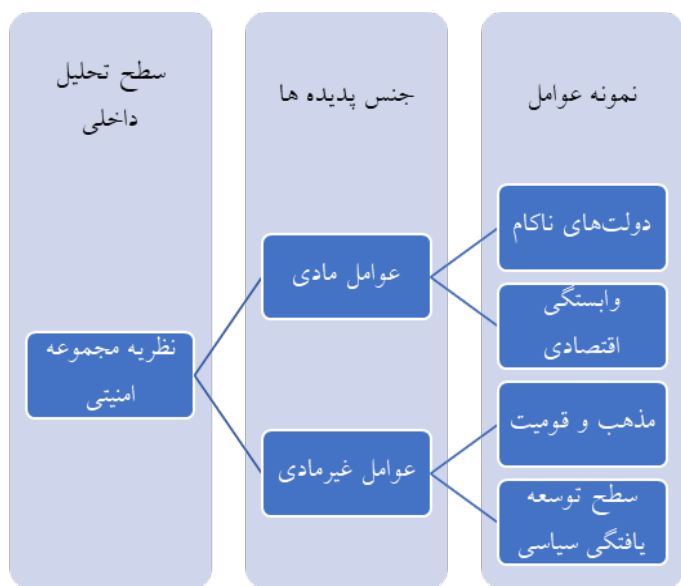 سطح تحلیل
داخلی
نظریه مجموعه
امنیتی
جنس پدیده ها
عوامل مادی
عوامل غیرمادی
نمونه عوامل
دولت‌های ناکام
وابستگی
اقتصادی
مذهب و قومیت
سطح توسعه
یافتگی سیاسی